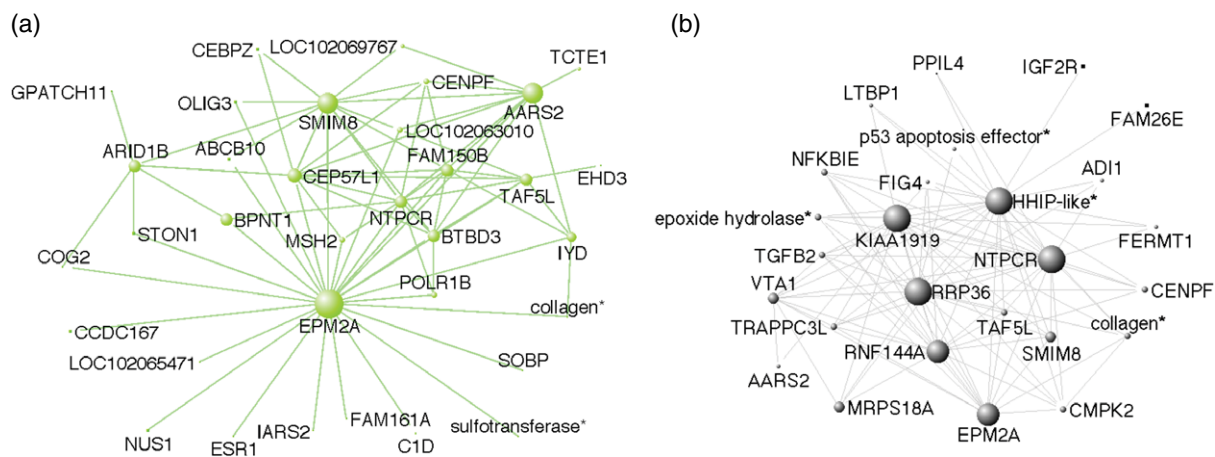 (a)
CEBPZ
LOC102069767
TCTE1
GPATCH11
OLIG3
CENPF
AARS2
SMIM8
LOC102063010
ARID1B
ABCB10
FAM150B
CEP57L1
EHD3
TAF5L
NTPCR
BPNT1
STON1
MSH2
BTBD3
IYD
COG2
POLR1B
collagen*
EPM2A
CCDC167
LOC102065471
SOBP
FAM161A
sulfotransferase*
NUS1
ESR1
IARS2
C1D
(b)
PPIL4
IGF2R
LTBP1
FAM26E
p53 apoptosis effector*
NFKBIE
ADI1
FIG4
HHIP-like*
epoxide hydrolase*
KIAA1919
FERMT1
TGFB2
NTPCR
VTA1
RRP36
CENPF
TRAPPC3L
TAF5L
collagen*
RNF144A
SMIM8
AARS2
MRPS18A
CMPK2
EPM2A